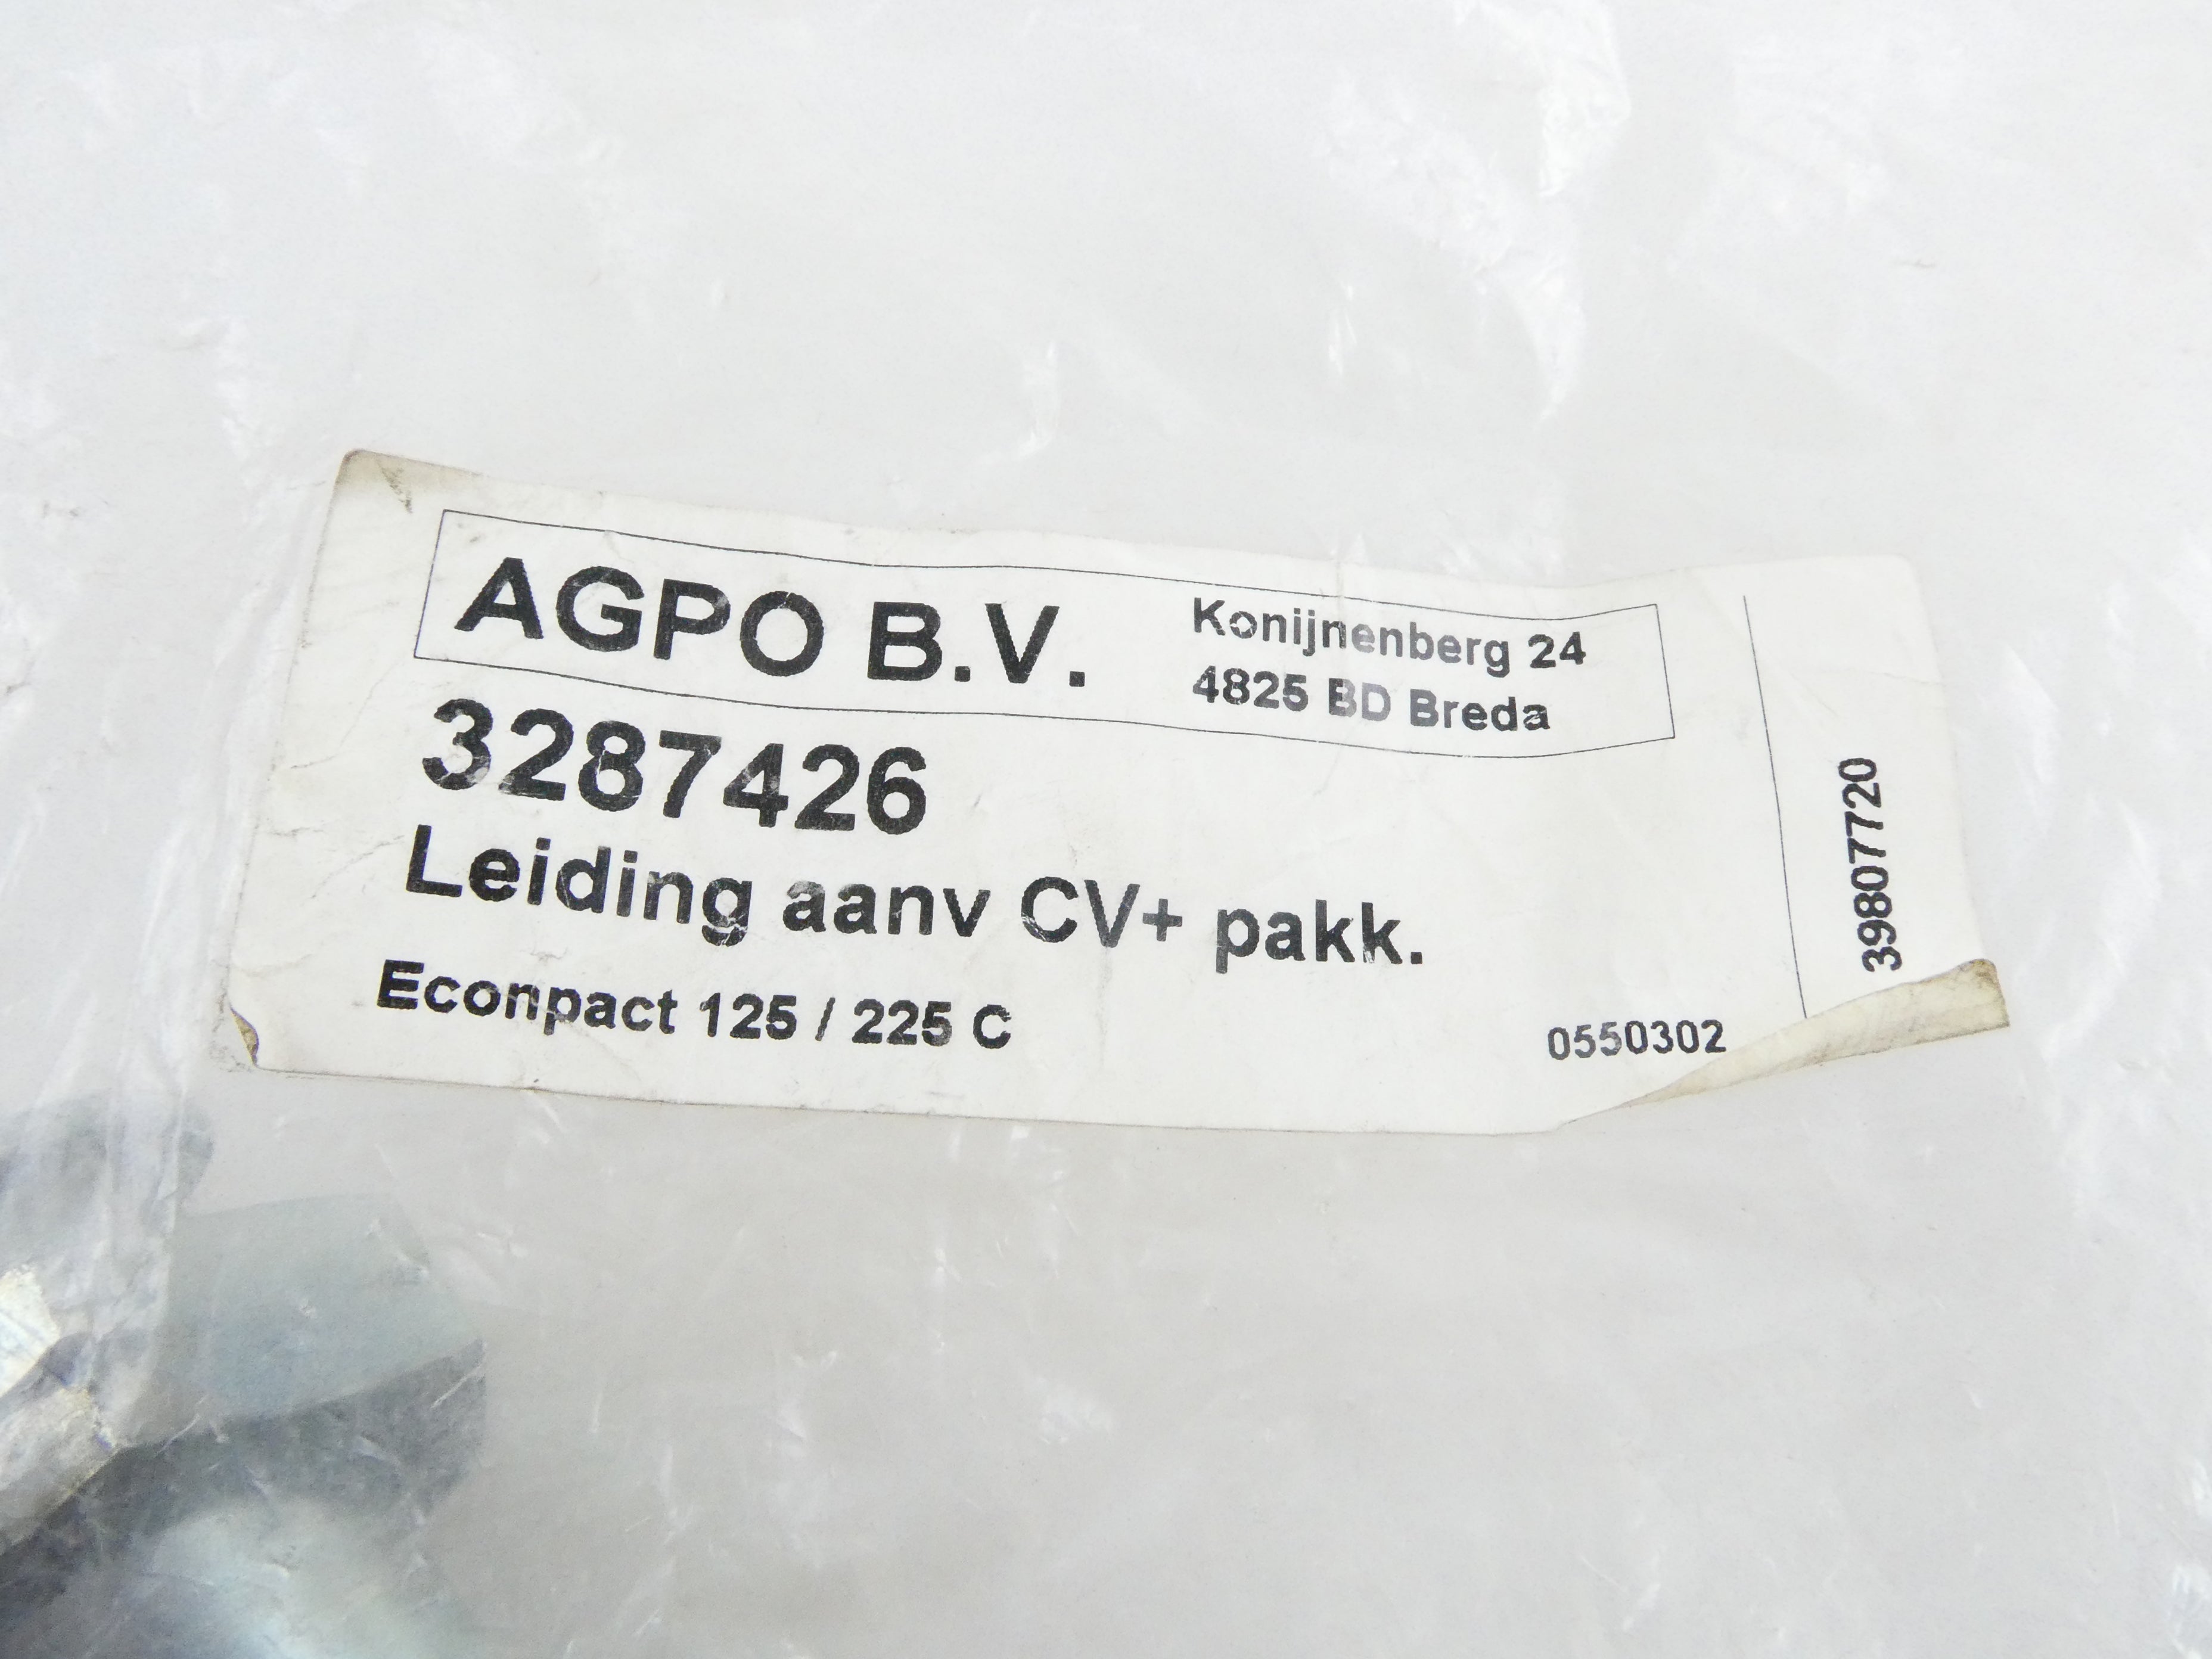 AGPO B.V.
Konijnenberg 24
4825 BD Breda
3287426
Leiding aanv CV+ pakk.
Econpact 125 / 225 C
0550302
39807720